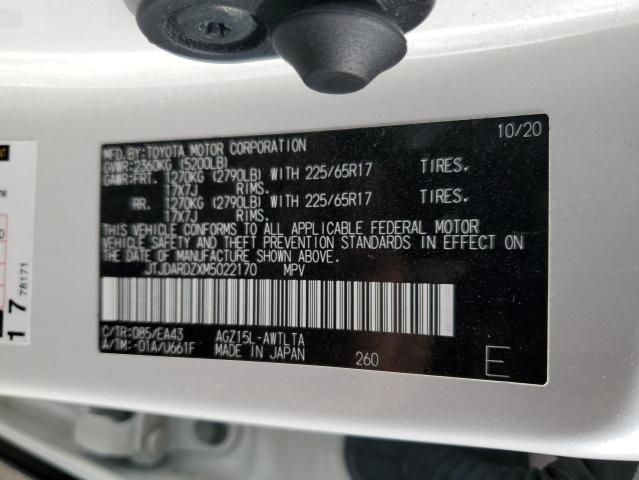 MFD.BY:TOYOTA MOTOR CORPORATION 10/20
GVWR:2360KG (5200LB)
GAWR:FRT. 1270KG (2790LB) WITH 225/65R17 TIRES.
17X7J RIMS.
RR. 1270KG (2790LB) WITH 225/65R17 TIRES.
17X7J RIMS.
THIS VEHICLE CONFORMS TO ALL APPLICABLE FEDERAL MOTOR
VEHICLE SAFETY AND THEFT PREVENTION STANDARDS IN EFFECT
ON THE DATE OF MANUFACTURE SHOWN ABOVE.
JTJDARDZXM5022170 MPV
C/TR:085/EA43 AGZ15L-AWTLTA
A/TM:-01A/U661F MADE IN JAPAN 260 E
17
78171